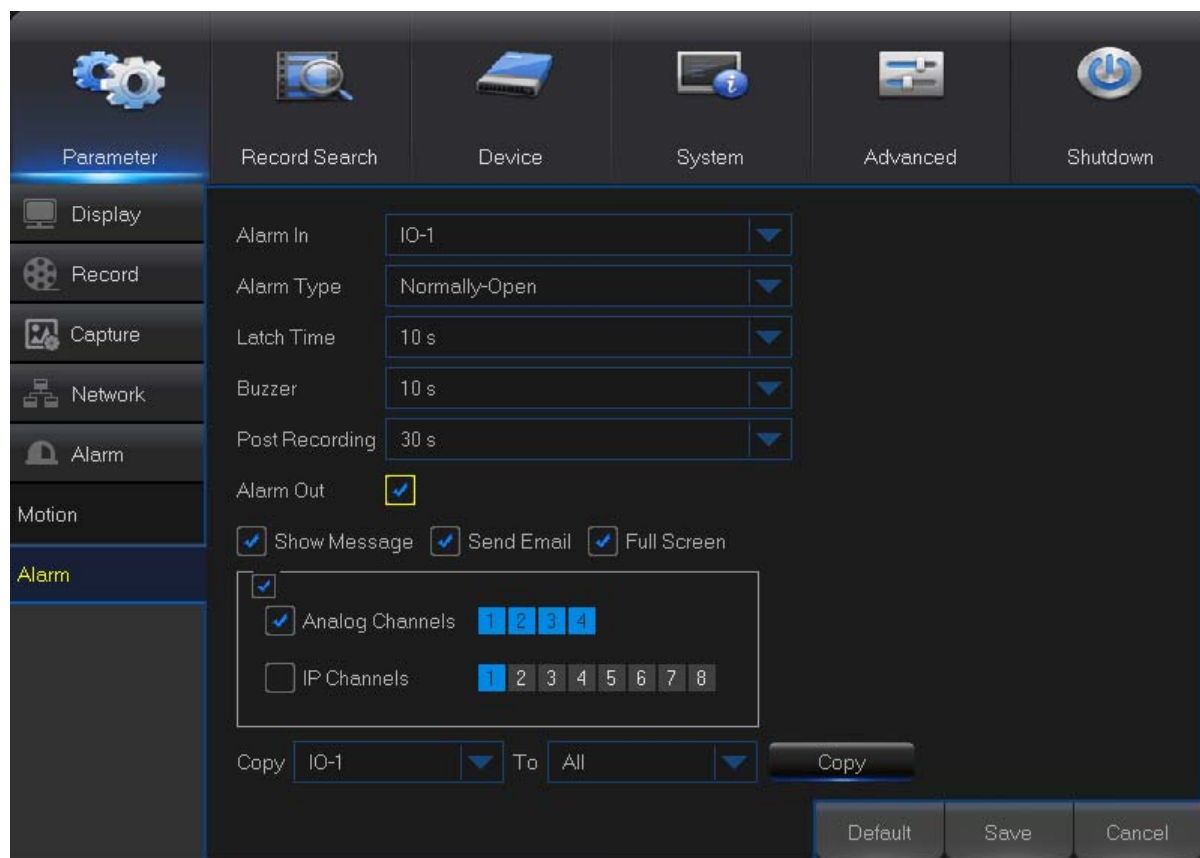 Parameter Record Search Device System Advanced Shutdown
Display
Record
Capture
Network
Alarm
Motion
Alarm
Alarm In IO-1
Alarm Type Normally-Open
Latch Time 10 s
Buzzer 10 s
Post Recording 30 s
Alarm Out
Show Message Send Email Full Screen
Analog Channels 1 2 3 4
IP Channels 1 2 3 4 5 6 7 8
Copy IO-1 To All Copy
Default Save Cancel